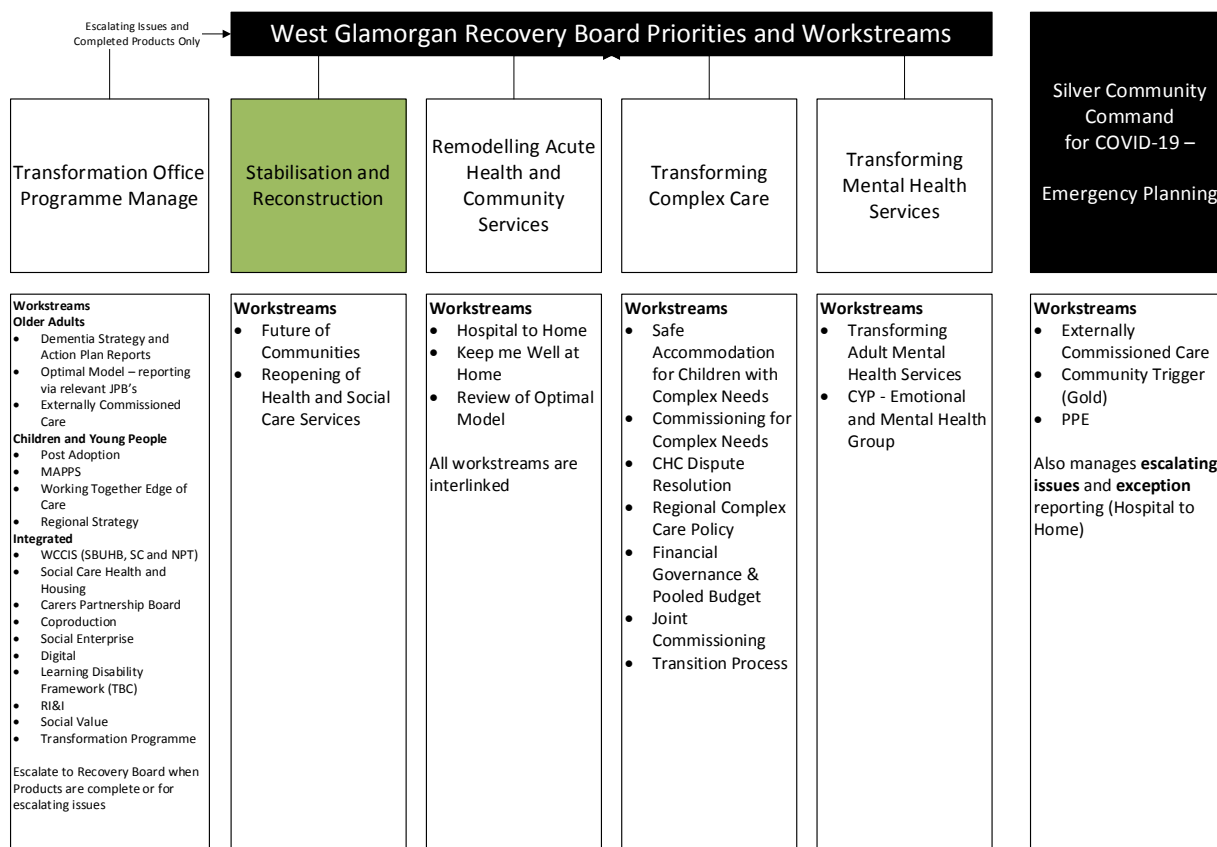 Escalating Issues and
Completed Products Only
West Glamorgan Recovery Board Priorities and Workstreams
Transformation Office
Programme Manage
Stabilisation and
Reconstruction
Remodelling Acute
Health and
Community
Services
Transforming
Complex Care
Transforming
Mental Health
Services
Silver Community
Command
for COVID-19 –
Emergency Planning
Workstreams
Older Adults
• Dementia Strategy and
Action Plan Reports
• Optimal Model – reporting
via relevant JPB's
• Externally Commissioned
Care
Children and Young People
• Post Adoption
• MAPPS
• Working Together Edge of
Care
• Regional Strategy
Integrated
• WCCIS (SBUHB, SC and NPT)
• Social Care Health and
Housing
• Carers Partnership Board
• Coproduction
• Social Enterprise
• Digital
• Learning Disability
Framework (TBC)
• RI&I
• Social Value
• Transformation Programme
Escalate to Recovery Board when
Products are complete or for
escalating issues
Workstreams
• Future of
Communities
• Reopening of
Health and Social
Care Services
Workstreams
• Hospital to Home
• Keep me Well at
Home
• Review of Optimal
Model
All workstreams are
interlinked
Workstreams
• Safe
Accommodation
for Children with
Complex Needs
• Commissioning for
Complex Needs
• CHC Dispute
Resolution
• Regional Complex
Care Policy
• Financial
Governance &
Pooled Budget
• Joint
Commissioning
• Transition Process
Workstreams
• Transforming
Adult Mental
Health Services
• CYP - Emotional
and Mental Health
Group
Workstreams
• Externally
Commissioned Care
• Community Trigger
(Gold)
• PPE
Also manages escalating
issues and exception
reporting (Hospital to
Home)